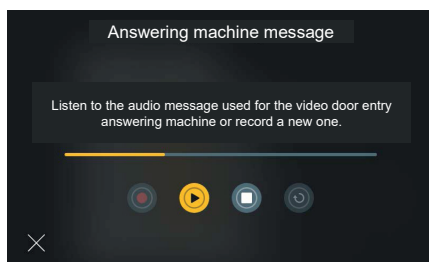 Answering machine message
Listen to the audio message used for the video door entry
answering machine or record a new one.